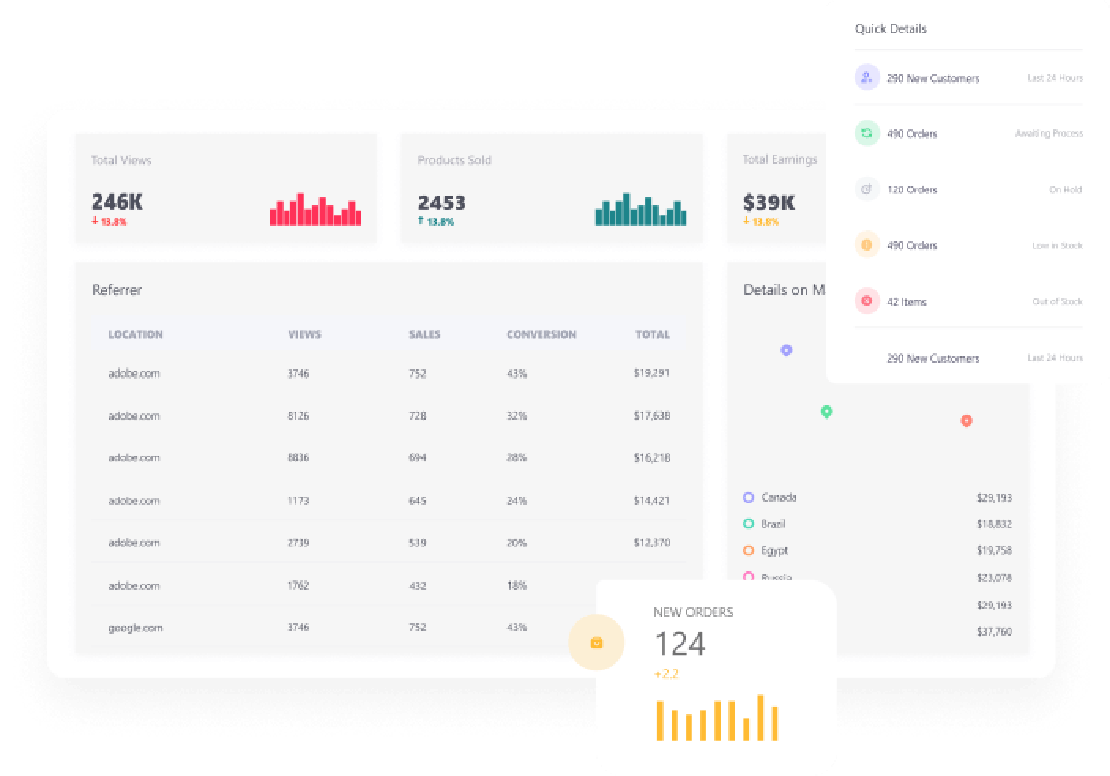 Quick Details
290 New Customers Last 24 Hours
490 Orders Awaiting Process
120 Orders On Hold
490 Orders Low in Stock
42 Items Out of Stock
290 New Customers Last 24 Hours
Total Views
246K
↓ 13.8%
Products Sold
2453
↑ 13.8%
Total Earnings
$39K
↓ 13.8%
Referrer
LOCATION VIEWS SALES CONVERSION TOTAL
adobe.com 3746 752 43% $19,291
adobe.com 8126 728 32% $17,638
adobe.com 8836 694 28% $16,218
adobe.com 1173 645 24% $14,421
adobe.com 2739 539 20% $12,370
adobe.com 1762 432 18%
google.com 3746 752 43%
Details on M
Canada $29,193
Brazil $18,832
Egypt $19,758
Russia $23,078
$29,193
$37,760
NEW ORDERS
124
+2.2